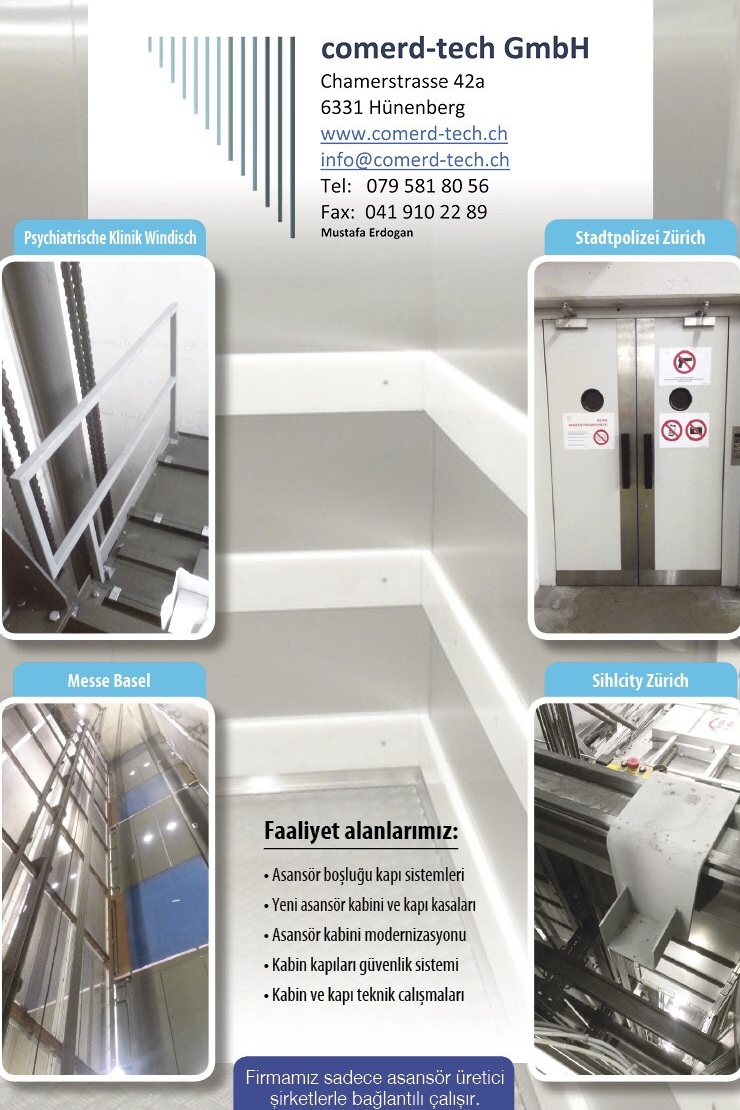 comerd-tech GmbH
Chamerstrasse 42a
6331 Hünenberg
www.comerd-tech.ch
info@comerd-tech.ch
Tel: 079 581 80 56
Fax: 041 910 22 89
Mustafa Erdogan
Psychiatrische Klinik Windisch
Stadtpolizei Zürich
KEINE
WARENTRANSPORTE!
Messe Basel
Sihlcity Zürich
Faaliyet alanlarımız:
• Asansör boşluğu kapı sistemleri
• Yeni asansör kabini ve kapı kasaları
• Asansör kabini modernizasyonu
• Kabin kapıları güvenlik sistemi
• Kabin ve kapı teknik calışmaları
Firmamız sadece asansör üretici
şirketlerle bağlantılı çalışır.